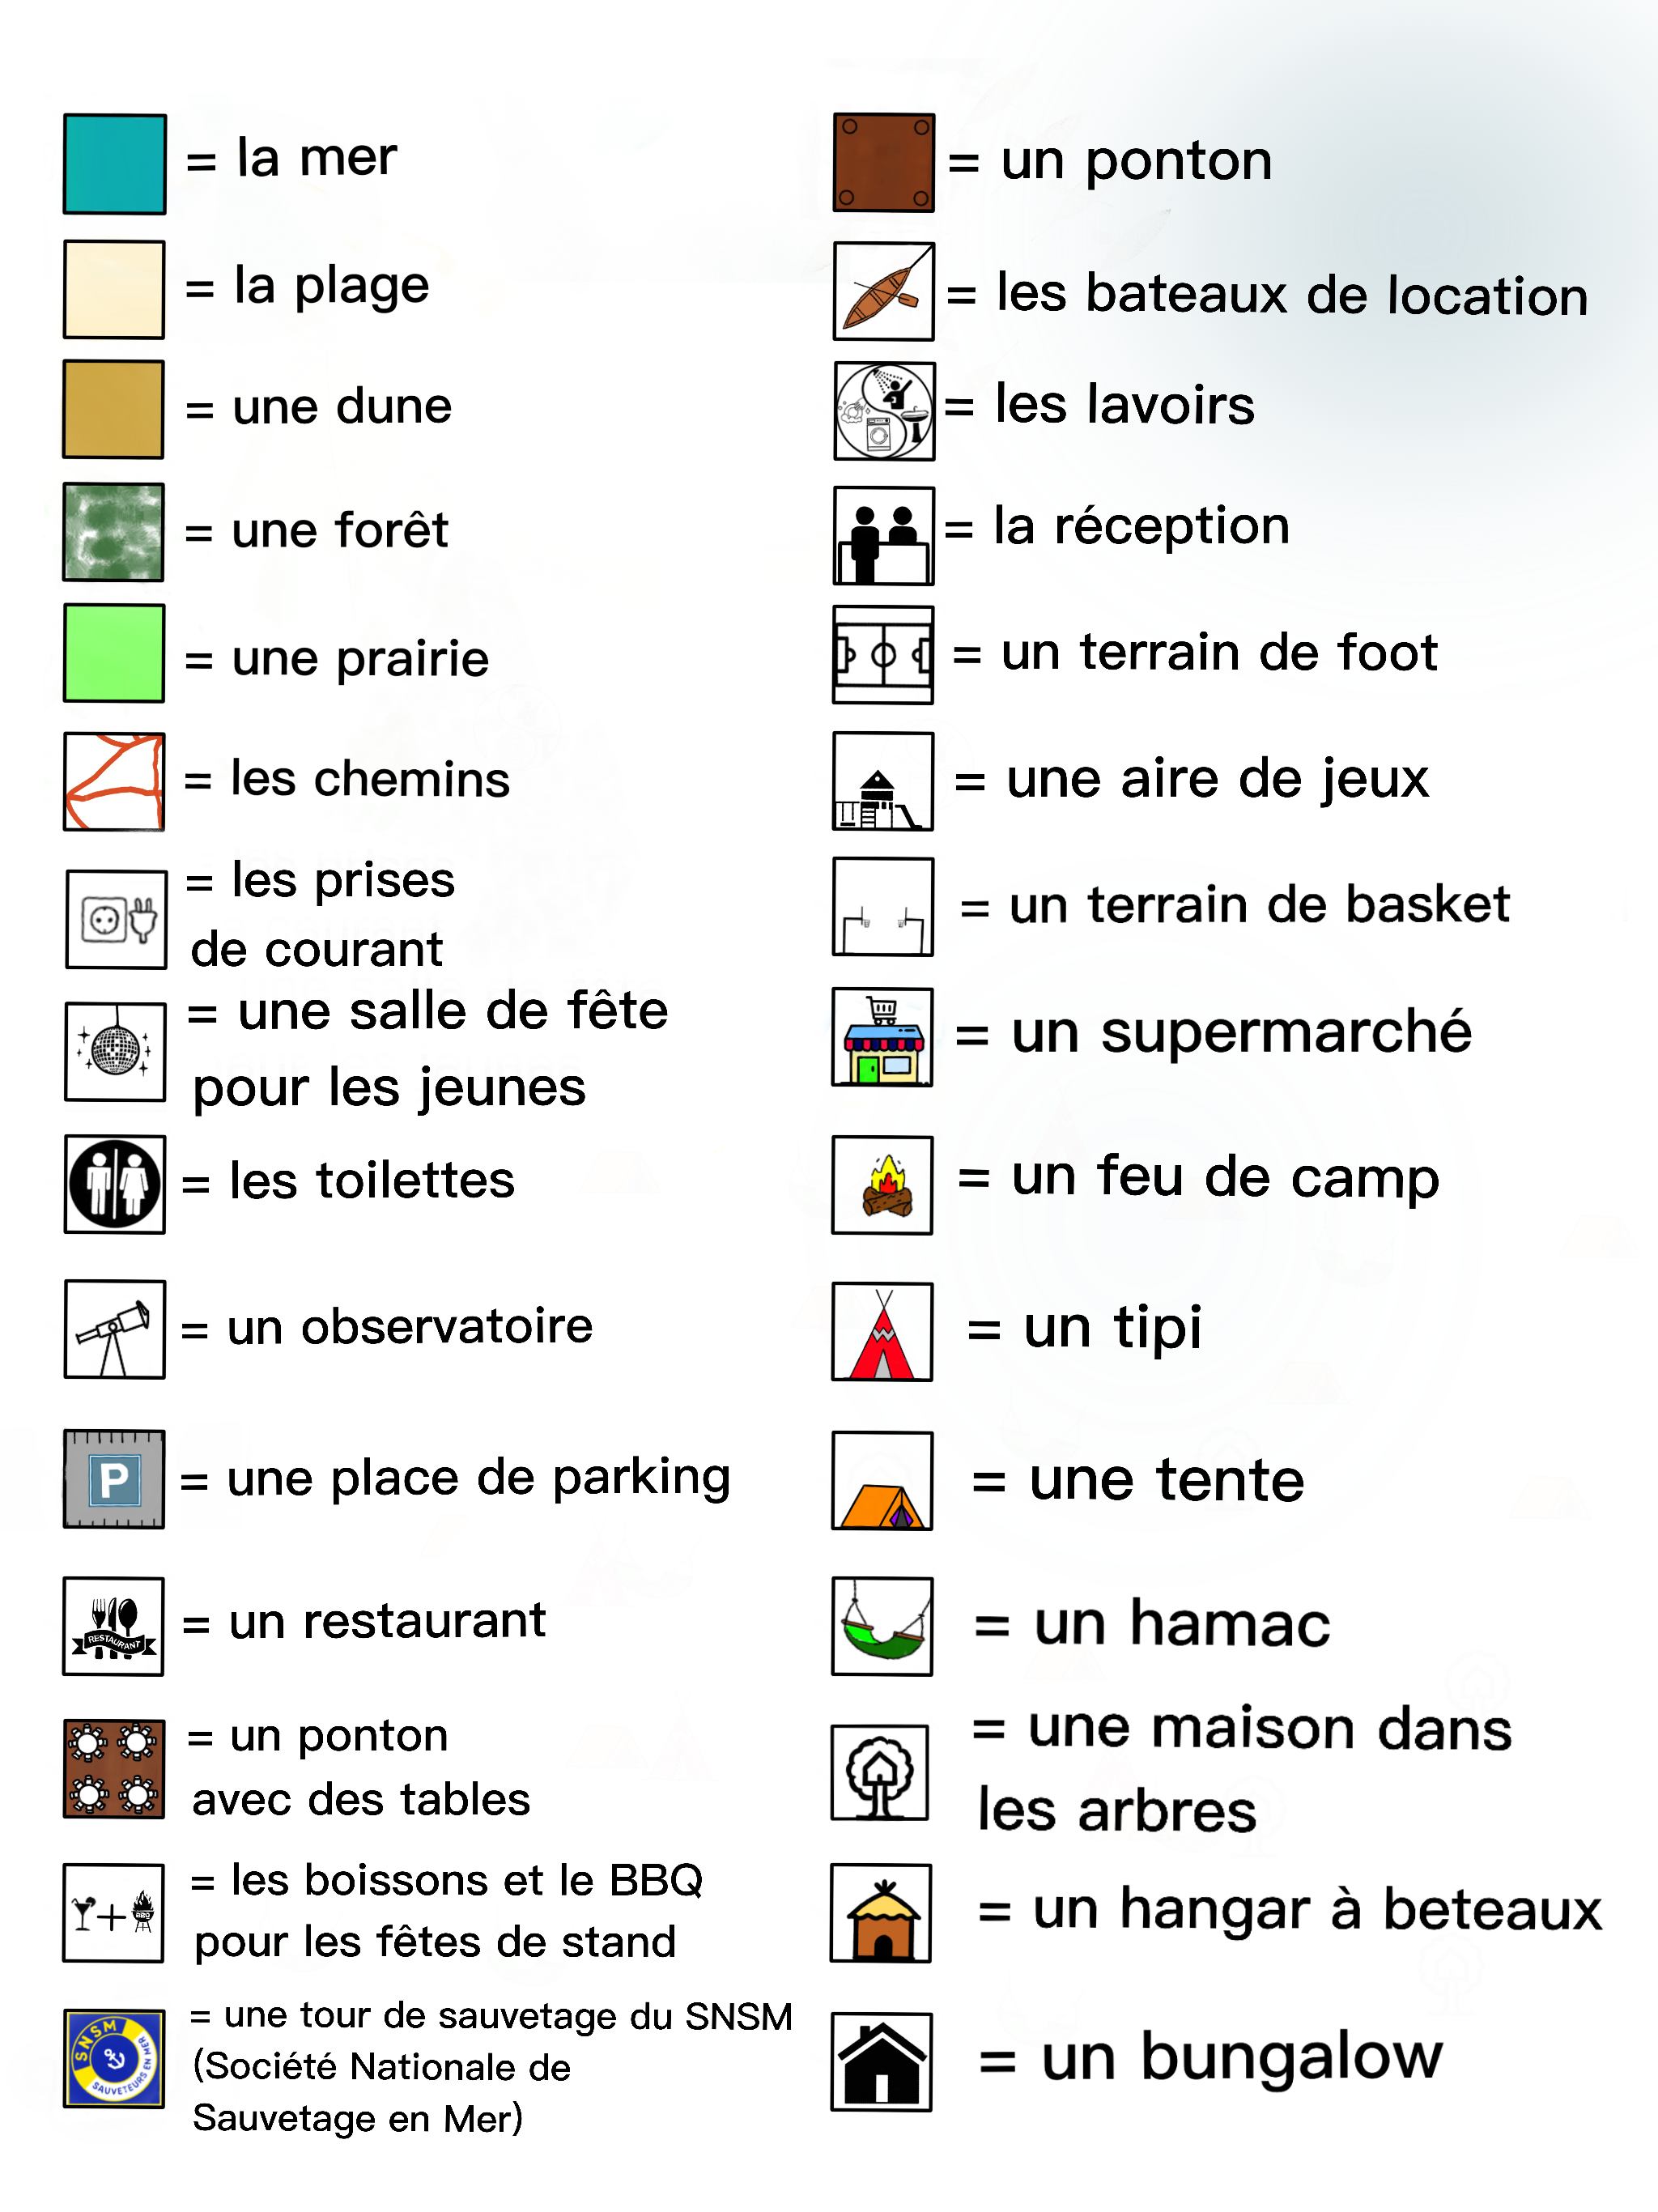 = la mer
= la plage
= une dune
= une forêt
= une prairie
= les chemins
= les prises
de courant
= une salle de fête
pour les jeunes
= les toilettes
= un observatoire
P
= une place de parking
RESTAURANT
= un restaurant
= un ponton
avec des tables
BBQ
= les boissons et le BBQ
pour les fêtes de stand
SNSM
SAUVETEURS EN MER
= une tour de sauvetage du SNSM
(Société Nationale de
Sauvetage en Mer)
= un ponton
= les bateaux de location
= les lavoirs
= la réception
= un terrain de foot
= une aire de jeux
= un terrain de basket
= un supermarché
= un feu de camp
= un tipi
= une tente
= un hamac
= une maison dans
les arbres
= un hangar à beteaux
= un bungalow